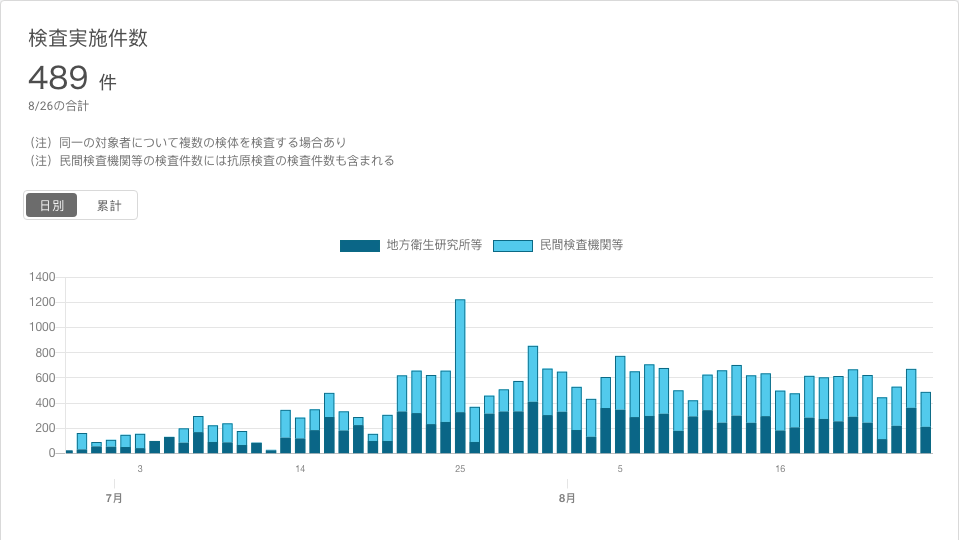 検査実施件数
489 件
8/26の合計
（注）同一の対象者について複数の検体を検査する場合あり
（注）民間検査機関等の検査件数には抗原検査の検査件数も含まれる
日別 累計
地方衛生研究所等 民間検査機関等
1400
1200
1000
800
600
400
200
0
3 14 25 5 16
7月 8月